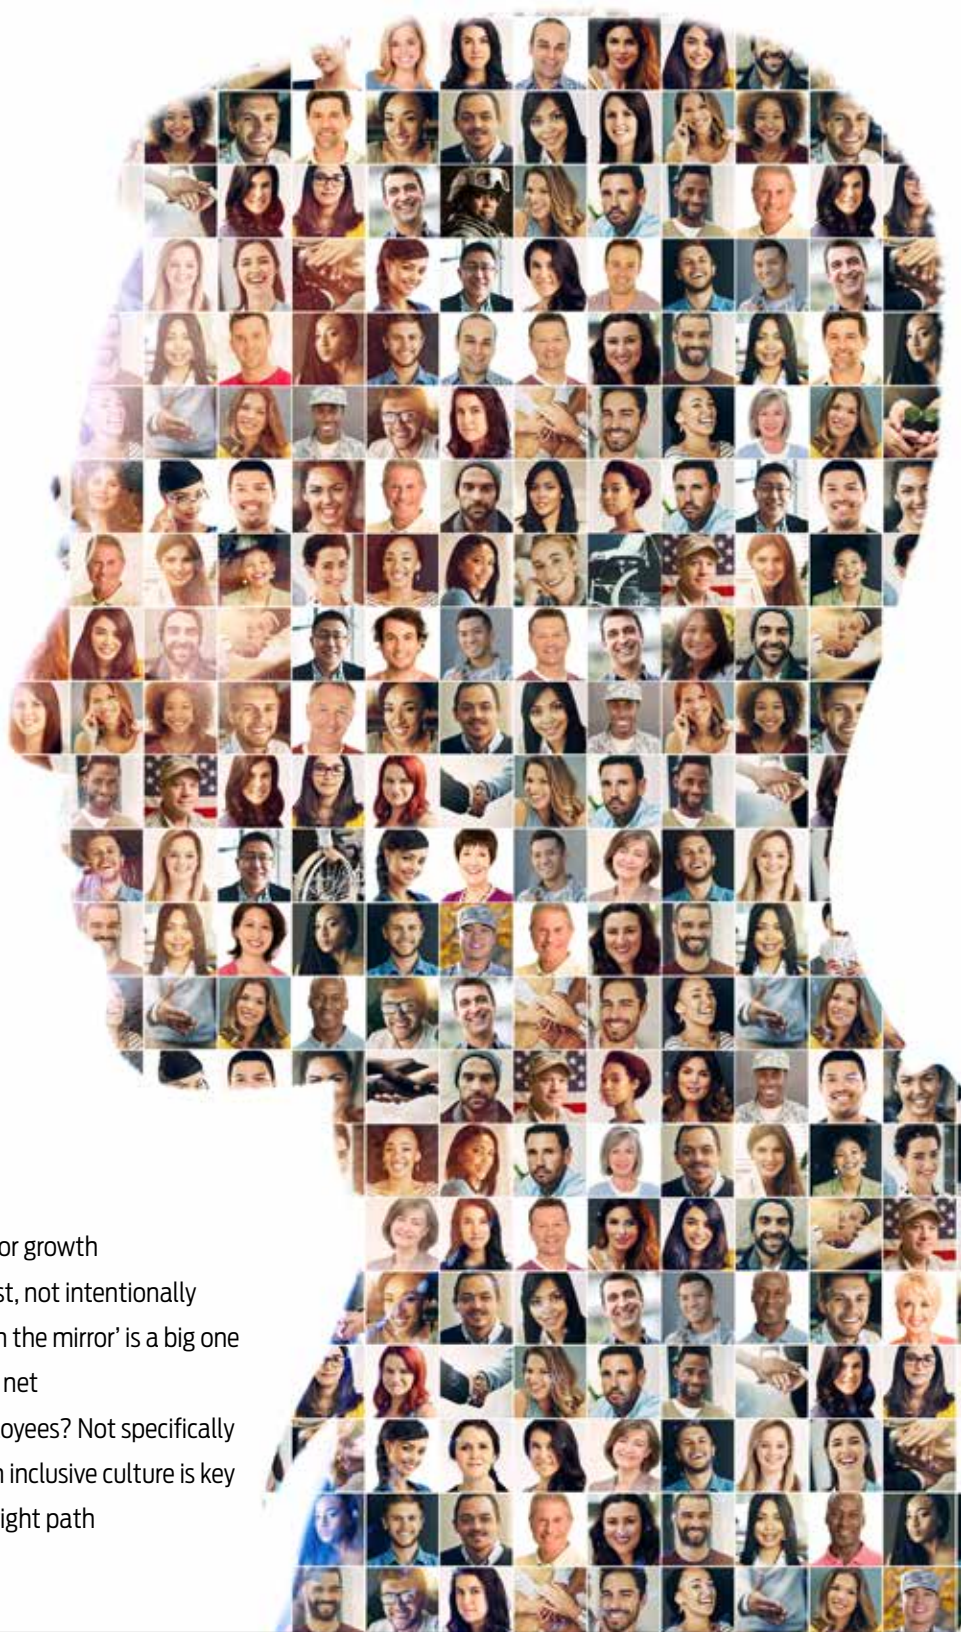 or growth
st, not intentionally
n the mirror’ is a big one
net
oyees? Not specifically
n inclusive culture is key
ight path